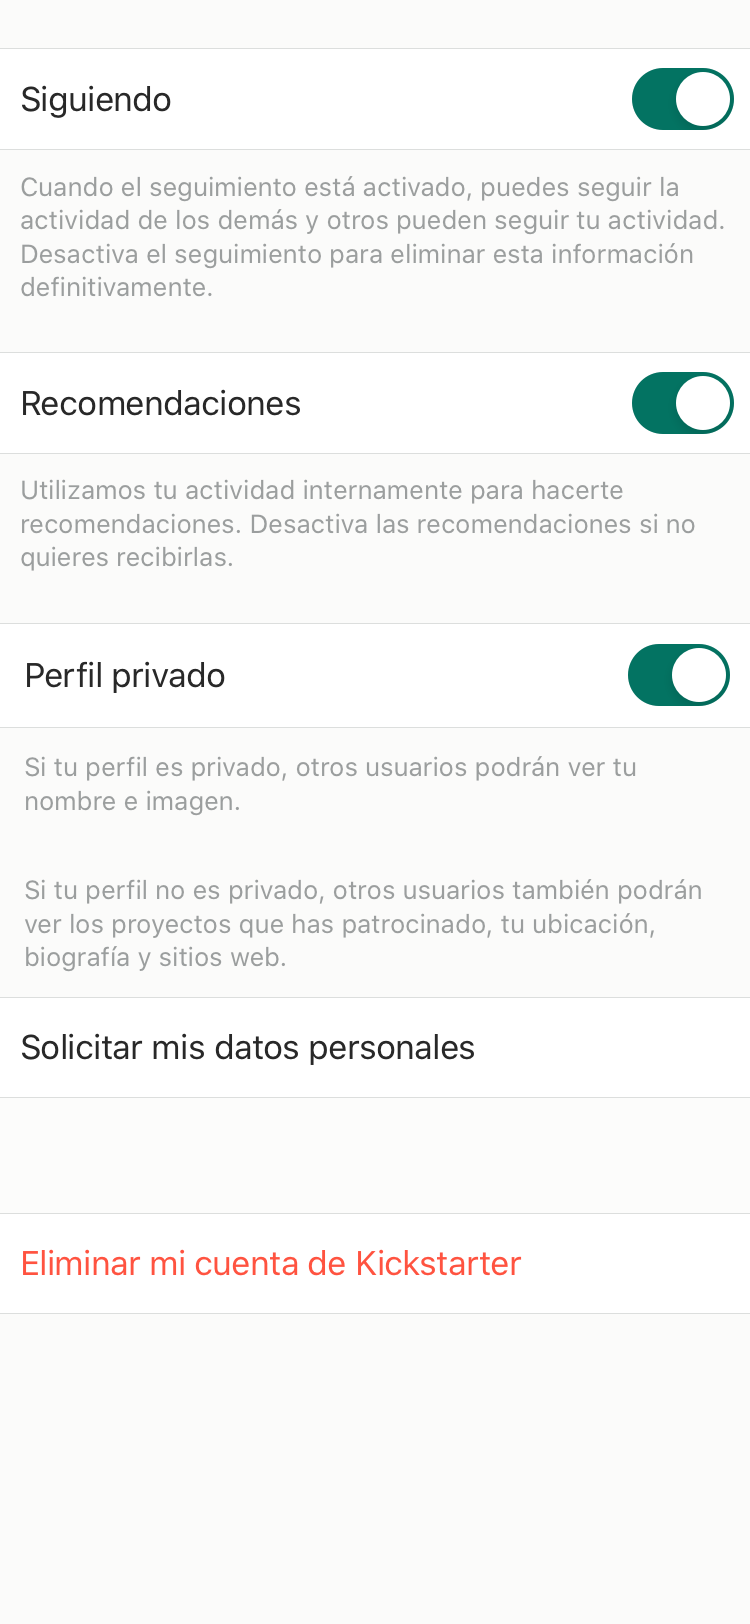 Siguiendo
Cuando el seguimiento está activado, puedes seguir la
actividad de los demás y otros pueden seguir tu actividad.
Desactiva el seguimiento para eliminar esta información
definitivamente.
Recomendaciones
Utilizamos tu actividad internamente para hacerte
recomendaciones. Desactiva las recomendaciones si no
quieres recibirlas.
Perfil privado
Si tu perfil es privado, otros usuarios podrán ver tu
nombre e imagen.
Si tu perfil no es privado, otros usuarios también podrán
ver los proyectos que has patrocinado, tu ubicación,
biografía y sitios web.
Solicitar mis datos personales
Eliminar mi cuenta de Kickstarter